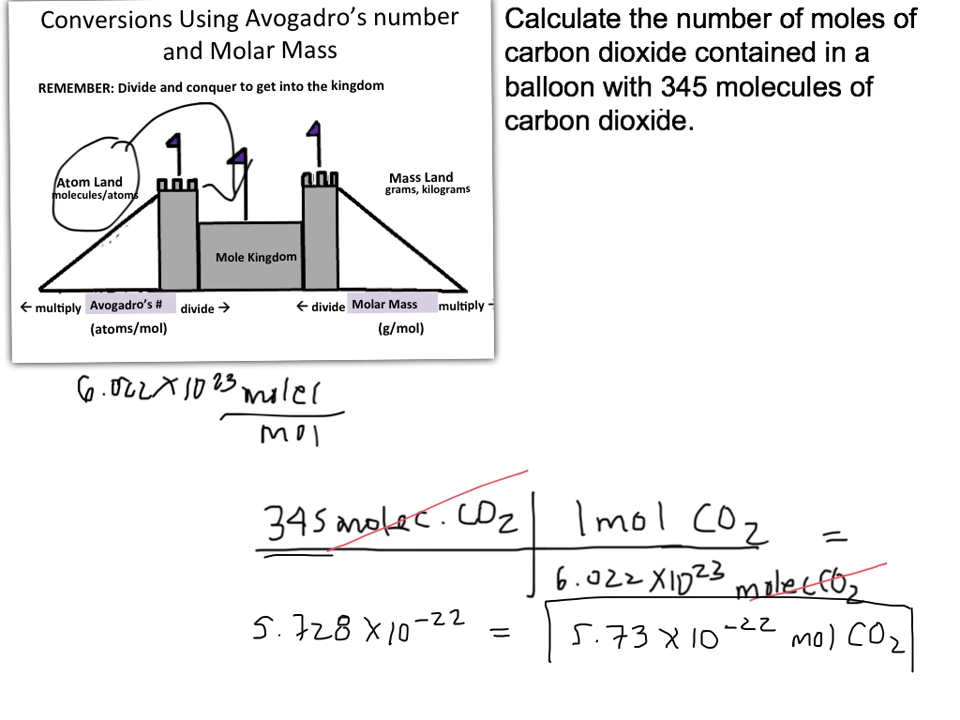 Conversions Using Avogadro's number
and Molar Mass
REMEMBER: Divide and conquer to get into the kingdom
Atom Land
molecules/atoms
Mass Land
grams, kilograms
Mole Kingdom
← multiply Avogadro's # divide →
(atoms/mol)
← divide Molar Mass multiply -
(g/mol)
Calculate the number of moles of
carbon dioxide contained in a
balloon with 345 molecules of
carbon dioxide.
6.022 X 10^23 molec
mol
345 molec. CO2 | 1 mol CO2 =
6.022 X10^23 molec CO2
5.728 X 10^-22 = 5.73 X 10^-22 mol CO2